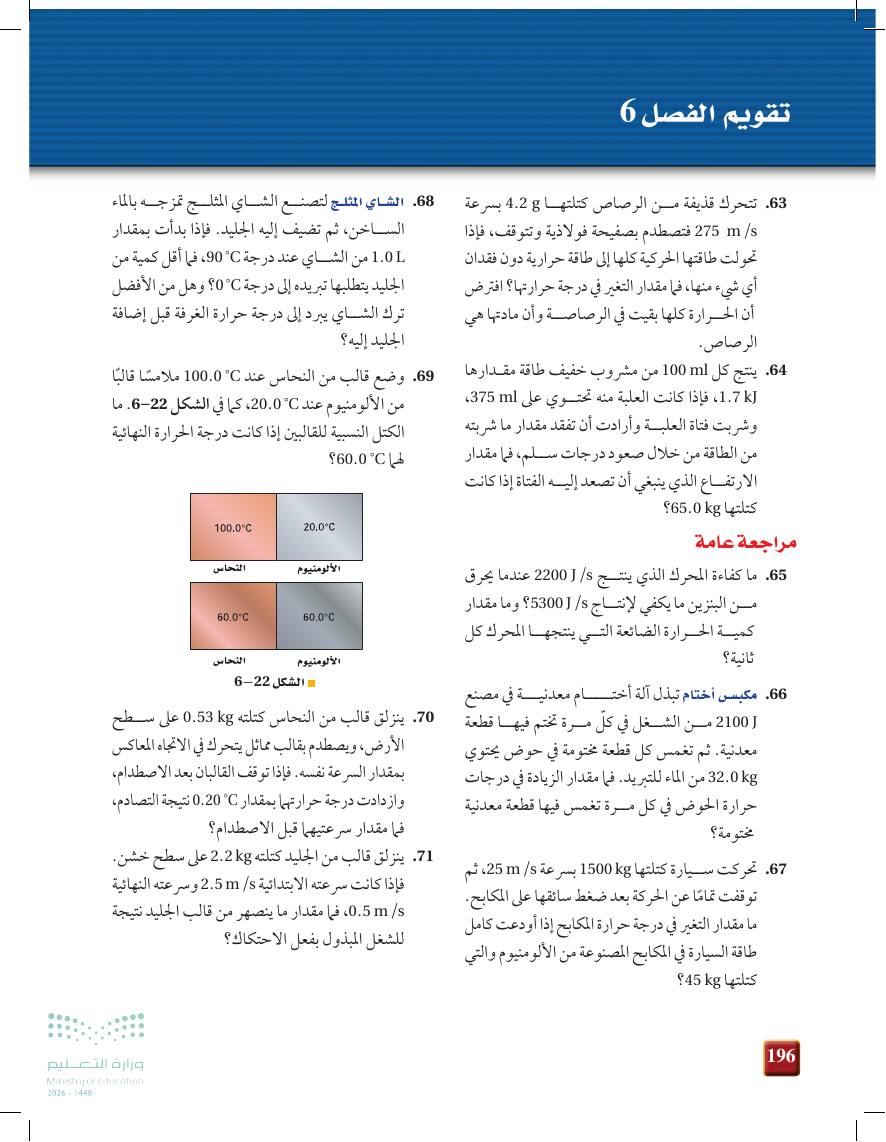 تقويم الفصل 6
63. تتحرك قذيفة من الرصاص كتلتها 4.2 g بسرعة
275 m/s فتصطدم بصفيحة فولاذية وتتوقف، فإذا
تحولت طاقتها الحركية كلها إلى طاقة حرارية دون فقدان
أي شيء منها، فما مقدار التغير في درجة حرارتها؟ افترض
أن الحرارة كلها بقيت في الرصاصة وأن مادتها هي
الرصاص.
64. ينتج كل 100 ml من مشروب خفيف طاقة مقدارها
1.7 kJ، فإذا كانت العلبة منه تحتوي على 375 ml،
وشربت فتاة العلبة وأرادت أن تفقد مقدار ما شربته
من الطاقة من خلال صعود درجات سلم، فما مقدار
الارتفاع الذي ينبغي أن تصعد إليه الفتاة إذا كانت
كتلتها 65.0 kg؟
مراجعة عامة
65. ما كفاءة المحرك الذي ينتج 2200 J/s عندما يحرق
من البنزين ما يكفي لإنتاج 5300 J/s؟ وما مقدار
كمية الحرارة الضائعة التي ينتجها المحرك كل
ثانية؟
66. مكبس أختام تبذل آلة أختام معدنية في مصنع
2100 J من الشغل في كلّ مرة تختم فيها قطعة
معدنية. ثم تغمس كل قطعة مختومة في حوض يحتوي
32.0 kg من الماء للتبريد. فما مقدار الزيادة في درجات
حرارة الحوض في كل مرة تغمس فيها قطعة معدنية
مختومة؟
67. تحركت سيارة كتلتها 1500 kg بسرعة 25 m/s، ثم
توقفت تمامًا عن الحركة بعد ضغط سائقها على المكابح.
ما مقدار التغير في درجة حرارة المكابح إذا أودعت كامل
طاقة السيارة في المكابح المصنوعة من الألومنيوم والتي
كتلتها 45 kg؟
68. الشاي المثلج لتصنع الشاي المثلج تمزجه بالماء
الساخن، ثم تضيف إليه الجليد. فإذا بدأت بمقدار
1.0 L من الشاي عند درجة 90 °C، فما أقل كمية من
الجليد يتطلبها تبريده إلى درجة 0 °C؟ وهل من الأفضل
ترك الشاي يبرد إلى درجة حرارة الغرفة قبل إضافة
الجليد إليه؟
69. وضع قالب من النحاس عند 100.0 °C ملامسًا قالبًا
من الألومنيوم عند 20.0 °C، كما في الشكل 22–6. ما
الكتل النسبية للقالبين إذا كانت درجة الحرارة النهائية
لهما 60.0 °C؟
100.0°C 20.0°C
النحاس الألومنيوم
60.0°C 60.0°C
النحاس الألومنيوم
الشكل 22–6
70. ينزلق قالب من النحاس كتلته 0.53 kg على سطح
الأرض، ويصطدم بقالب مماثل يتحرك في الاتجاه المعاكس
بمقدار السرعة نفسه. فإذا توقف القالبان بعد الاصطدام،
وازدادت درجة حرارتهما بمقدار 0.20 °C نتيجة التصادم،
فما مقدار سرعتيهما قبل الاصطدام؟
71. ينزلق قالب من الجليد كتلته 2.2 kg على سطح خشن.
فإذا كانت سرعته الابتدائية 2.5 m/s وسرعته النهائية
0.5 m/s، فما مقدار ما ينصهر من قالب الجليد نتيجة
للشغل المبذول بفعل الاحتكاك؟
وزارة التعليم
Ministry of Education
2026 - 1448
196